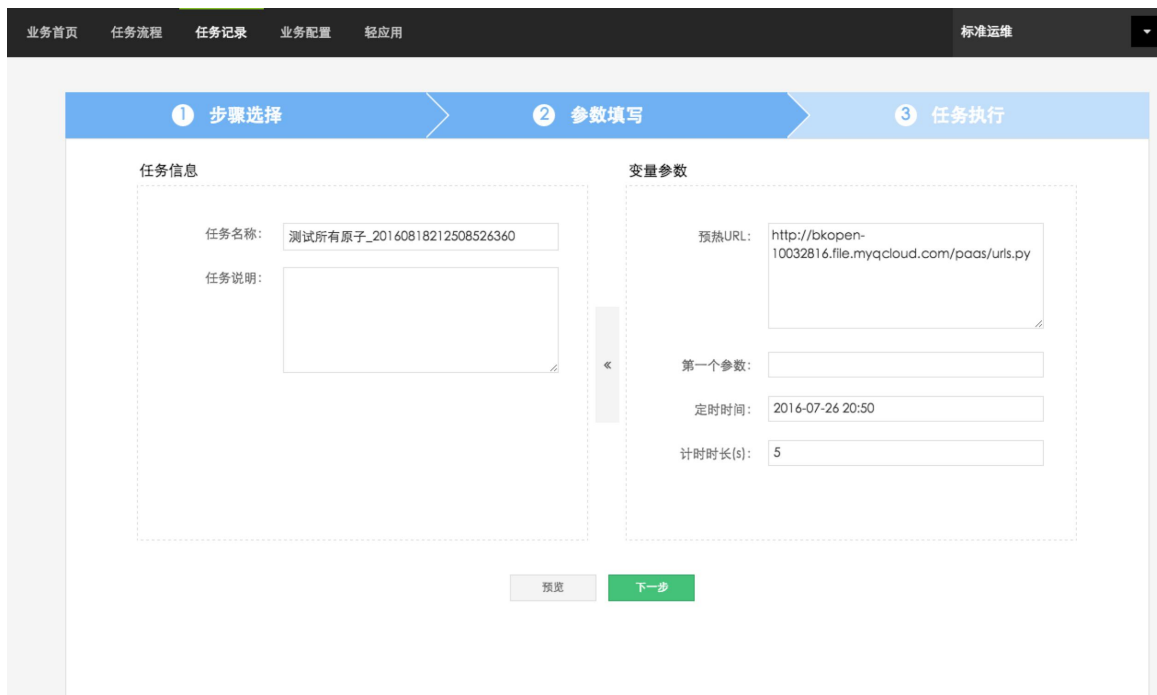 业务首页 任务流程 任务记录 业务配置 轻应用 标准运维
1 步骤选择 2 参数填写 3 任务执行
任务信息
任务名称: 测试所有原子_20160818212508526360
任务说明:
«
变量参数
预热URL: http://bkopen-
10032816.file.myqcloud.com/paas/urls.py
第一个参数:
定时时间: 2016-07-26 20:50
计时时长(s): 5
预览 下一步